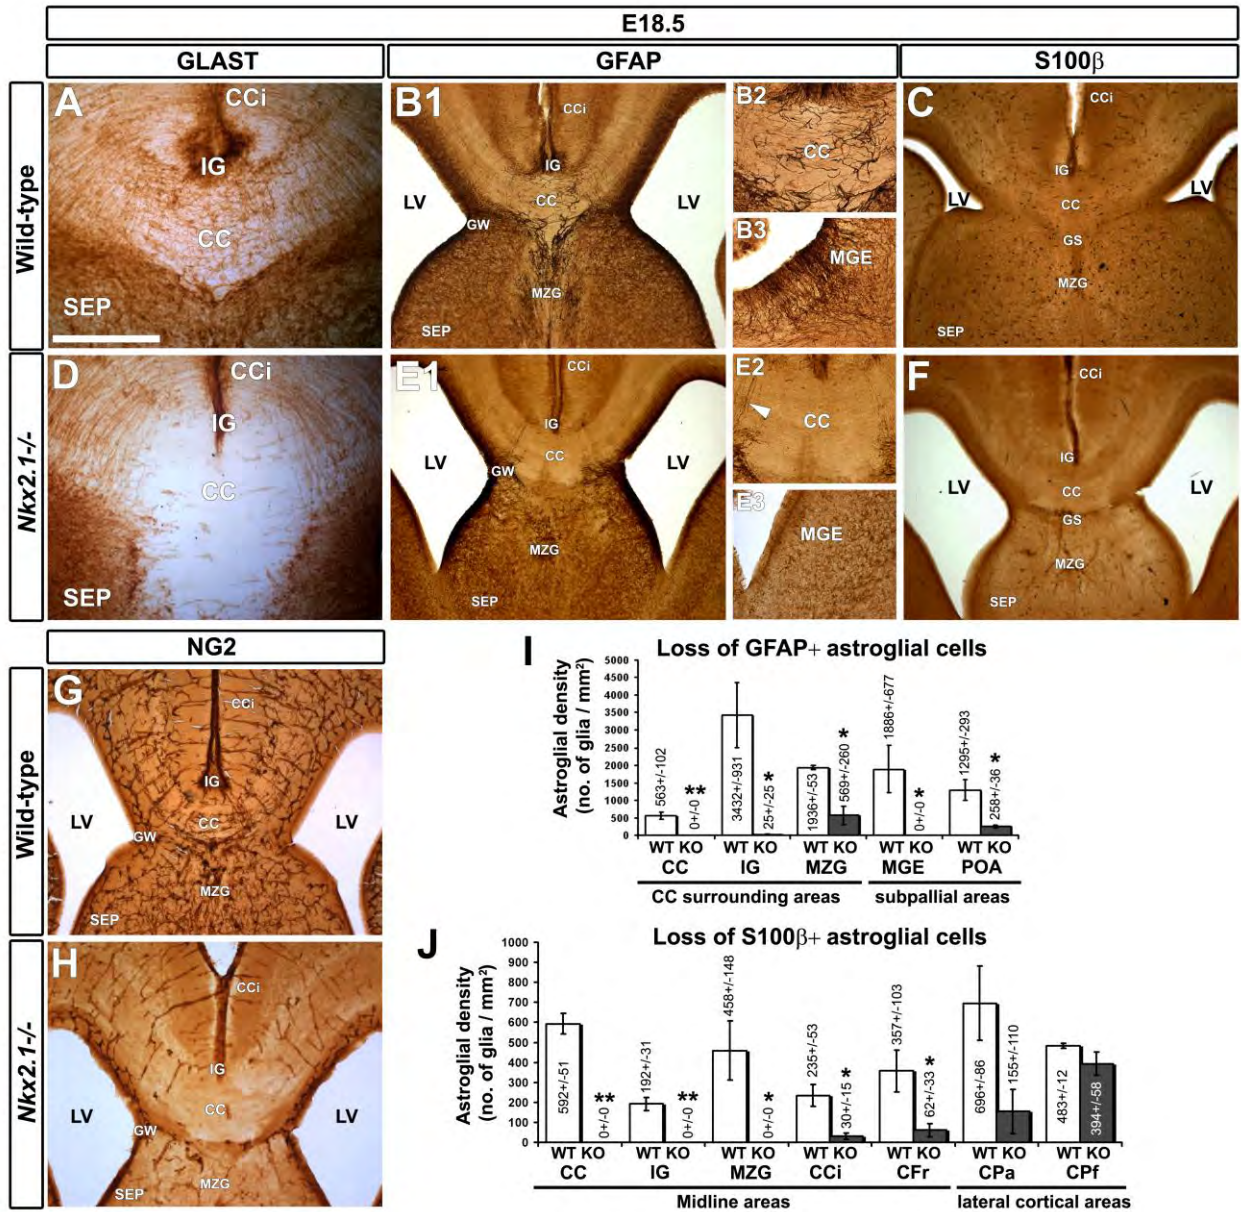 E18.5
GLAST GFAP S100β
Wild-type
A CCi IG CC SEP
B1 CCi IG CC LV LV GW MZG SEP
B2 CC
B3 MGE
C CCi IG LV LV CC GS MZG SEP
Nkx2.1-/-
D CCi IG CC SEP
E1 CCi IG CC LV LV GW MZG SEP
E2 CC
E3 MGE
F CCi IG LV LV CC GS MZG SEP
NG2
Wild-type
G CCi IG LV LV CC GW MZG SEP
Nkx2.1-/-
H CCi IG LV LV CC GW MZG SEP
I Loss of GFAP+ astroglial cells
Astroglial density
(no. of glia / mm²)
5000
4500
4000
3500
3000
2500
2000
1500
1000
500
0
563+/-102 0+/-0 ** 3432+/-931 25+/-25 * 1936+/-53 569+/-260 * 1886+/-677 0+/-0 * 1295+/-293 258+/-36 *
WT KO WT KO WT KO WT KO WT KO
CC IG MZG MGE POA
CC surrounding areas subpallial areas
J Loss of S100β+ astroglial cells
Astroglial density
(no. of glia / mm²)
1000
900
800
700
600
500
400
300
200
100
0
592+/-51 0+/-0 ** 192+/-31 0+/-0 ** 458+/-148 0+/-0 * 235+/-53 30+/-15 * 357+/-103 62+/-33 * 696+/-86 155+/-110 483+/-12 394+/-58
WT KO WT KO WT KO WT KO WT KO WT KO WT KO
CC IG MZG CCi CFr CPa CPf
Midline areas lateral cortical areas